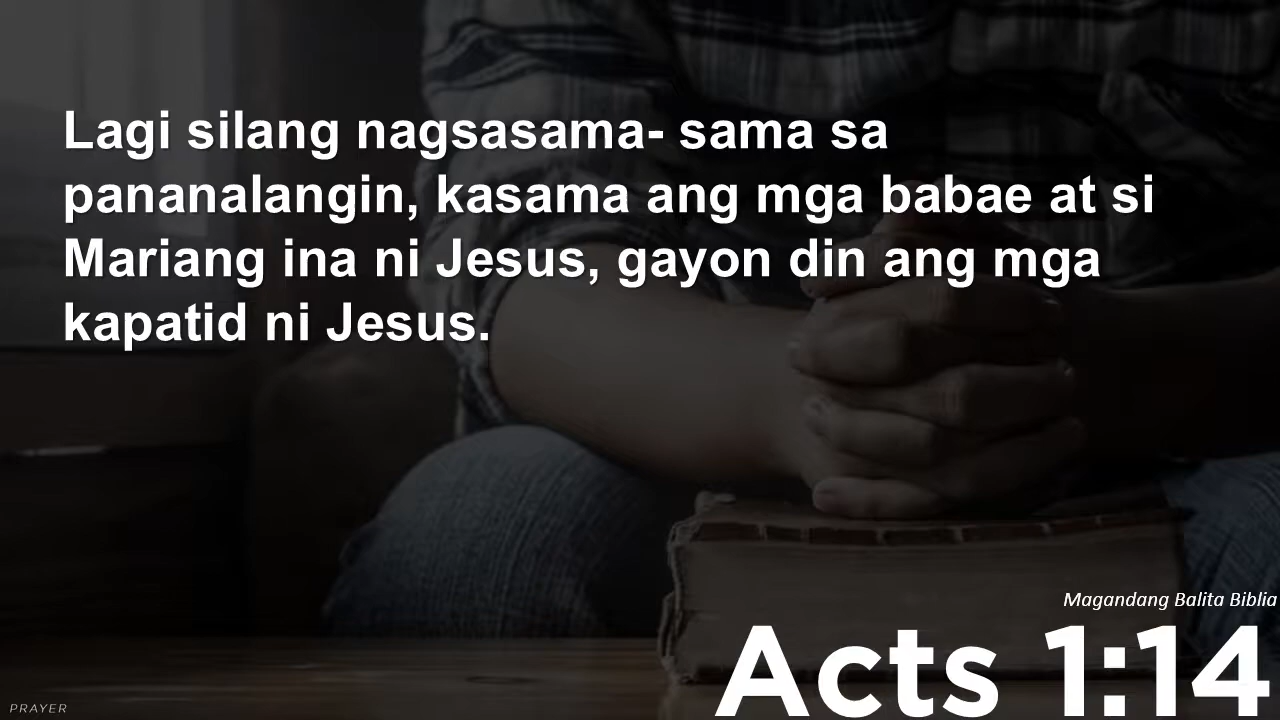 Lagi silang nagsasama- sama sa
pananalangin, kasama ang mga babae at si
Mariang ina ni Jesus, gayon din ang mga
kapatid ni Jesus.
Magandang Balita Biblia
Acts 1:14
PRAYER